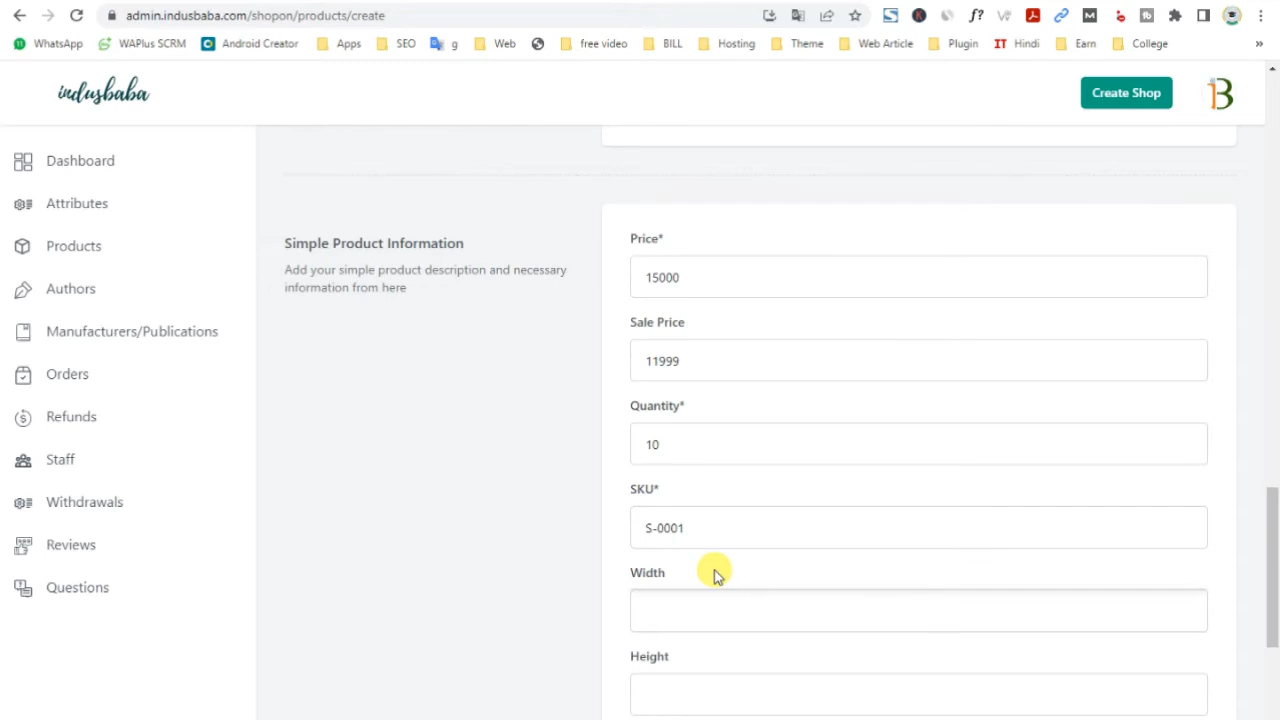 admin.indusbaba.com/shopon/products/create
WhatsApp
WAPlus SCRM
Android Creator
Apps
SEO
g
Web
free video
BILL
Hosting
Theme
Web Article
Plugin
IT Hindi
Earn
College
»
indusbaba
Create Shop
Dashboard
Attributes
Products
Authors
Manufacturers/Publications
Orders
Refunds
Staff
Withdrawals
Reviews
Questions
Simple Product Information
Add your simple product description and necessary
information from here
Price*
15000
Sale Price
11999
Quantity*
10
SKU*
S-0001
Width
Height